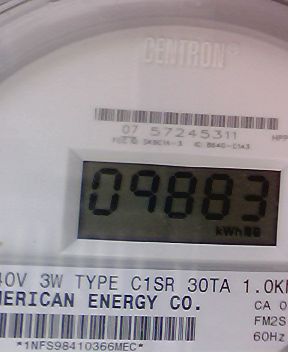 CENTRON®
07 57245311
09883
kWh
40V 3W TYPE C1SR 30TA 1.0K
MERICAN ENERGY CO.
CA 0
FM2S
60Hz
*1NFS98410366MEC*